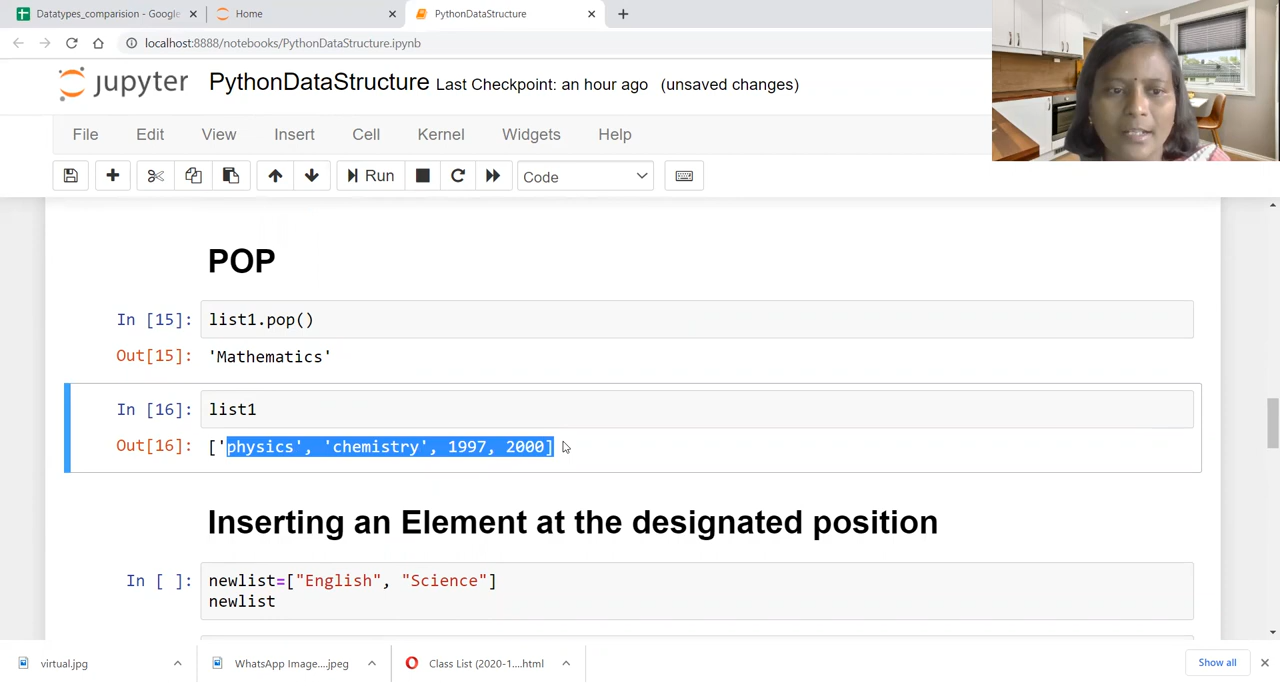 Datatypes_comparision - Google
Home
PythonDataStructure
localhost:8888/notebooks/PythonDataStructure.ipynb
jupyter PythonDataStructure Last Checkpoint: an hour ago (unsaved changes)
File Edit View Insert Cell Kernel Widgets Help
Run Code
POP
In [15]: list1.pop()
Out[15]: 'Mathematics'
In [16]: list1
Out[16]: ['physics', 'chemistry', 1997, 2000]
Inserting an Element at the designated position
In [ ]: newlist=["English", "Science"]
newlist
virtual.jpg
WhatsApp Image....jpeg
Class List (2020-1....html
Show all